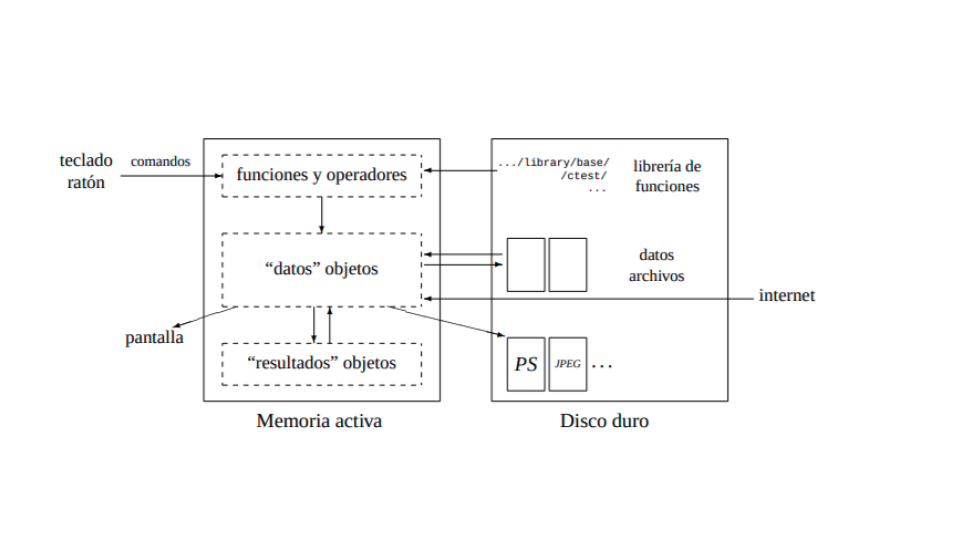 teclado
ratón
comandos
funciones y operadores
.../library/base/
/ctest/
...
librería de
funciones
“datos” objetos
datos
archivos
internet
pantalla
“resultados” objetos
PS
JPEG
...
Memoria activa
Disco duro